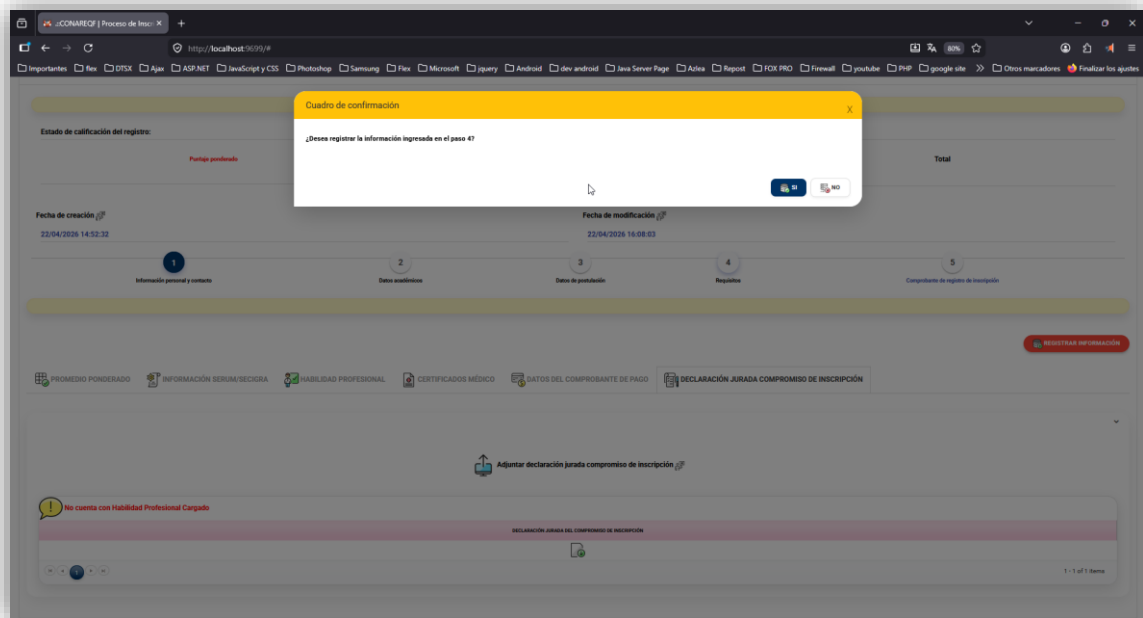 .:CONAREQF | Proceso de Inscr
http://localhost:9699/#
80%
Importantes flex DTSX Ajax ASP.NET JavaScript y CSS Photoshop Samsung Flex Microsoft jquery Android dev android Java Server Page Azlea Repost FOX PRO Firewall youtube PHP google site Otros marcadores Finalizar los ajustes
Cuadro de confirmación X
¿Desea registrar la información ingresada en el paso 4?
SI NO
Estado de calificación del registro:
Puntaje ponderado Total
Fecha de creación Fecha de modificación
22/04/2026 14:52:32 22/04/2026 16:08:03
1 2 3 4 5
Información personal y contacto Datos académicos Datos de postulación Requisitos Comprobante de registro de inscripción
REGISTRAR INFORMACIÓN
PROMEDIO PONDERADO INFORMACIÓN SERUM/SECIGRA HABILIDAD PROFESIONAL CERTIFICADOS MÉDICO DATOS DEL COMPROBANTE DE PAGO DECLARACIÓN JURADA COMPROMISO DE INSCRIPCIÓN
Adjuntar declaración jurada compromiso de inscripción
No cuenta con Habilidad Profesional Cargado
DECLARACIÓN JURADA DEL COMPROMISO DE INSCRIPCIÓN
1 - 1 of 1 items